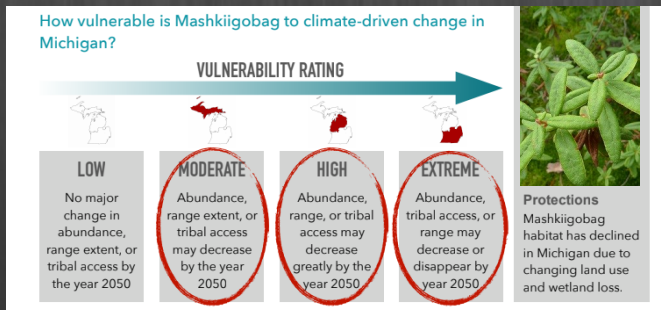 How vulnerable is Mashkiigobag to climate-driven change in
Michigan?
VULNERABILITY RATING
LOW
No major
change in
abundance,
range extent, or
tribal access by
the year 2050
MODERATE
Abundance,
range extent, or
tribal access
may decrease
by the year
2050
HIGH
Abundance,
range, or tribal
access may
decrease
greatly by the
year 2050
EXTREME
Abundance,
tribal access, or
range may
decrease or
disappear by
year 2050
Protections
Mashkiigobag
habitat has declined
in Michigan due to
changing land use
and wetland loss.